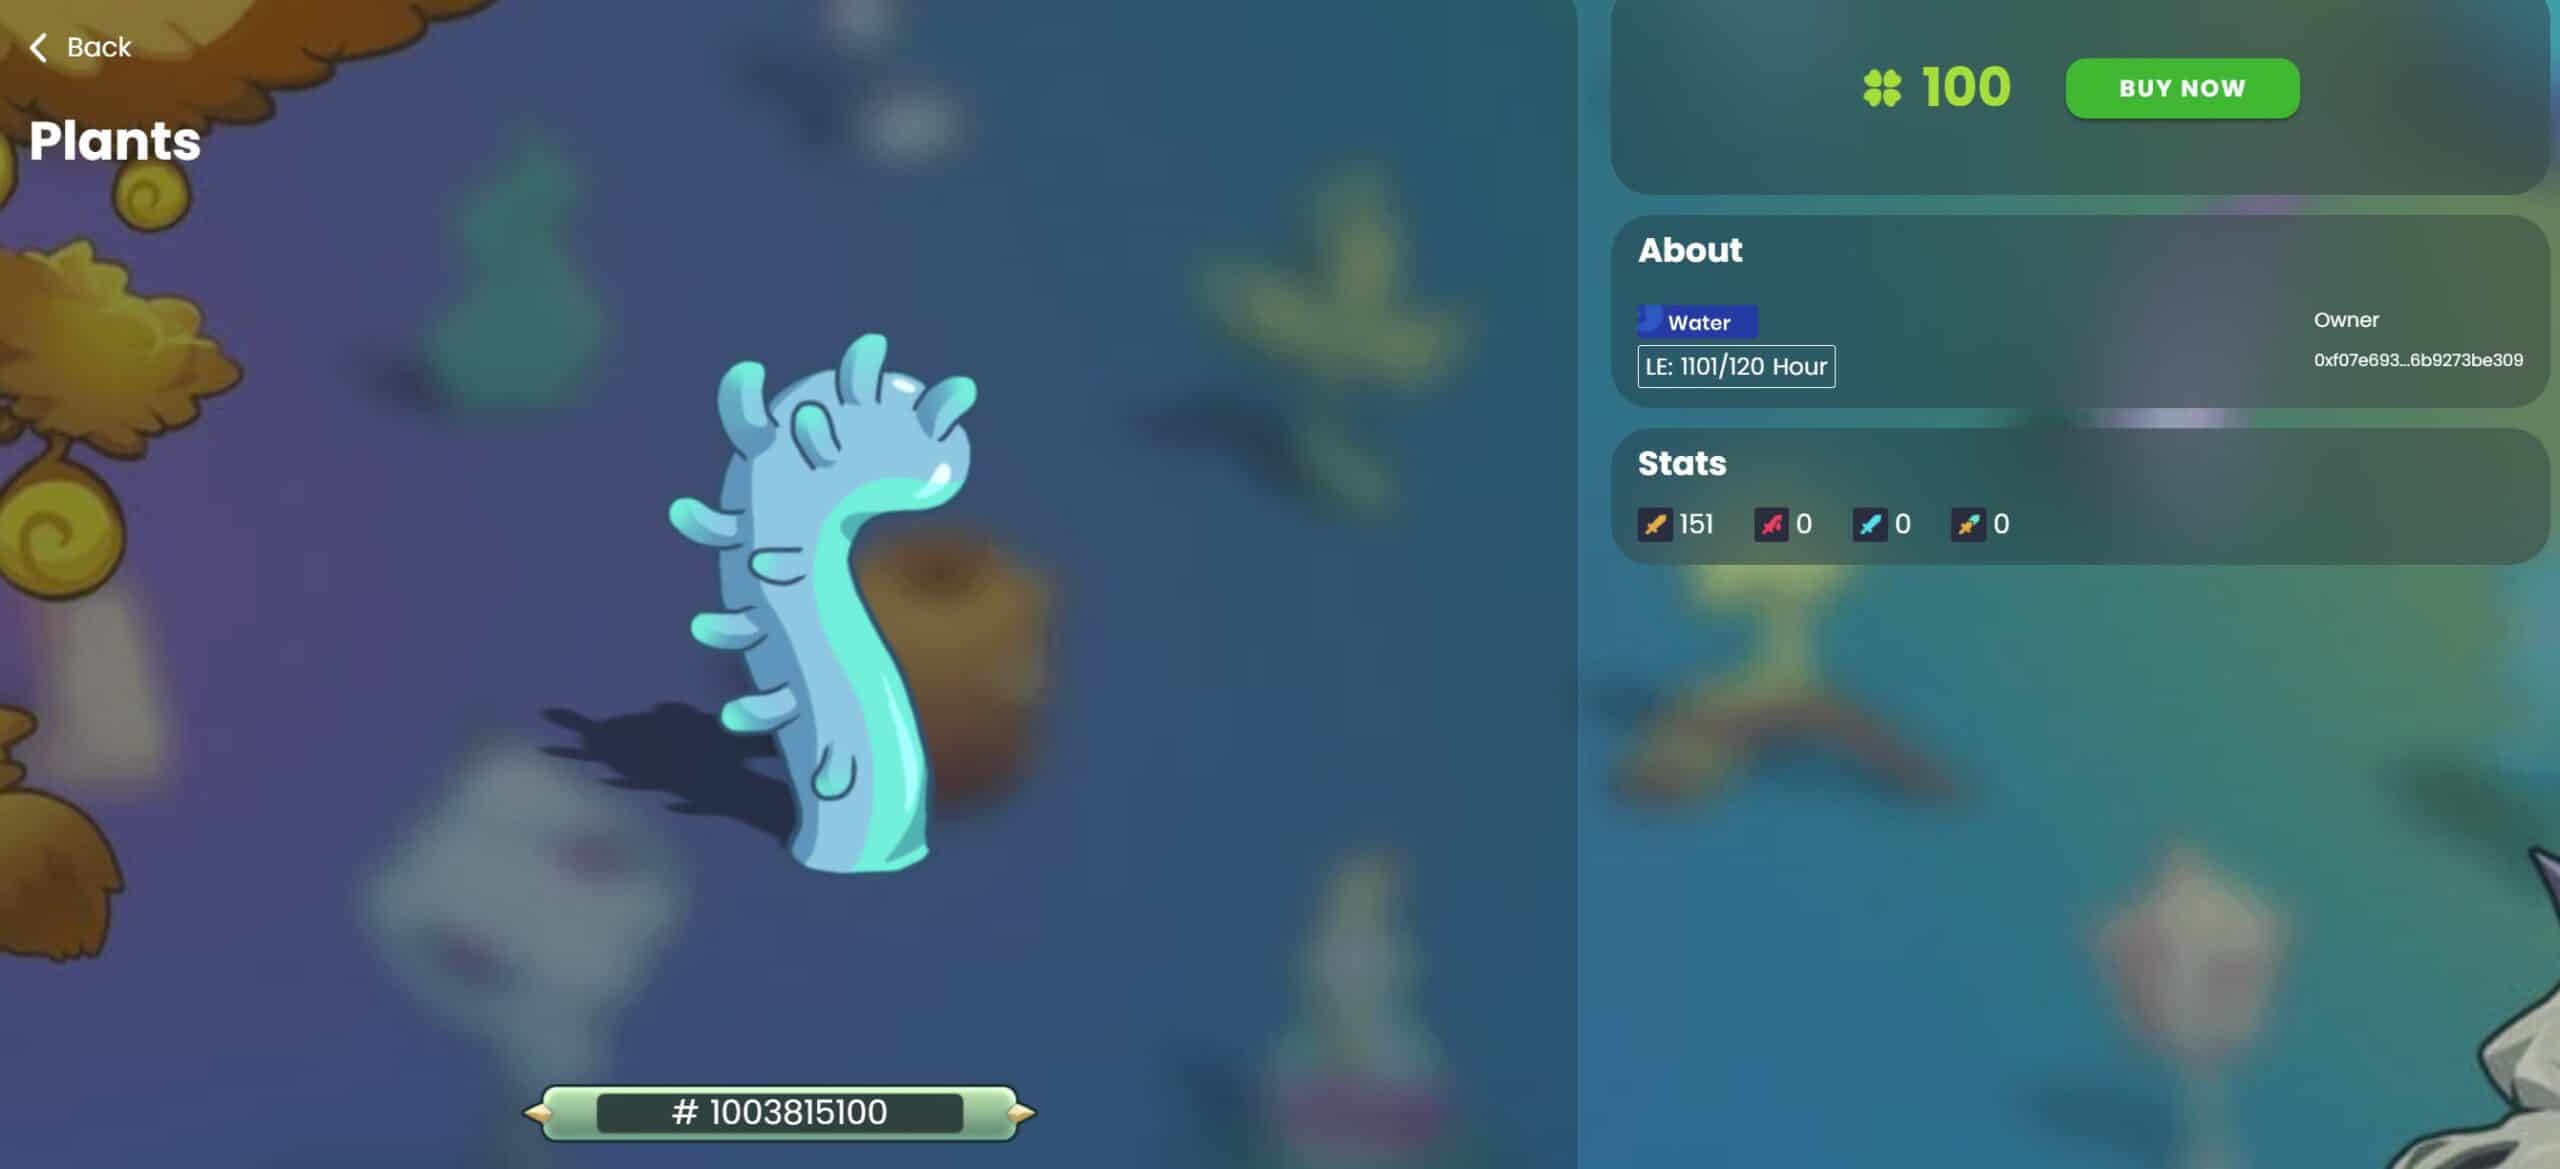 Back
Plants
# 1003815100
100
BUY NOW
About
Water
LE: 1101/120 Hour
Owner
0xf07e693...6b9273be309
Stats
151 0 0 0